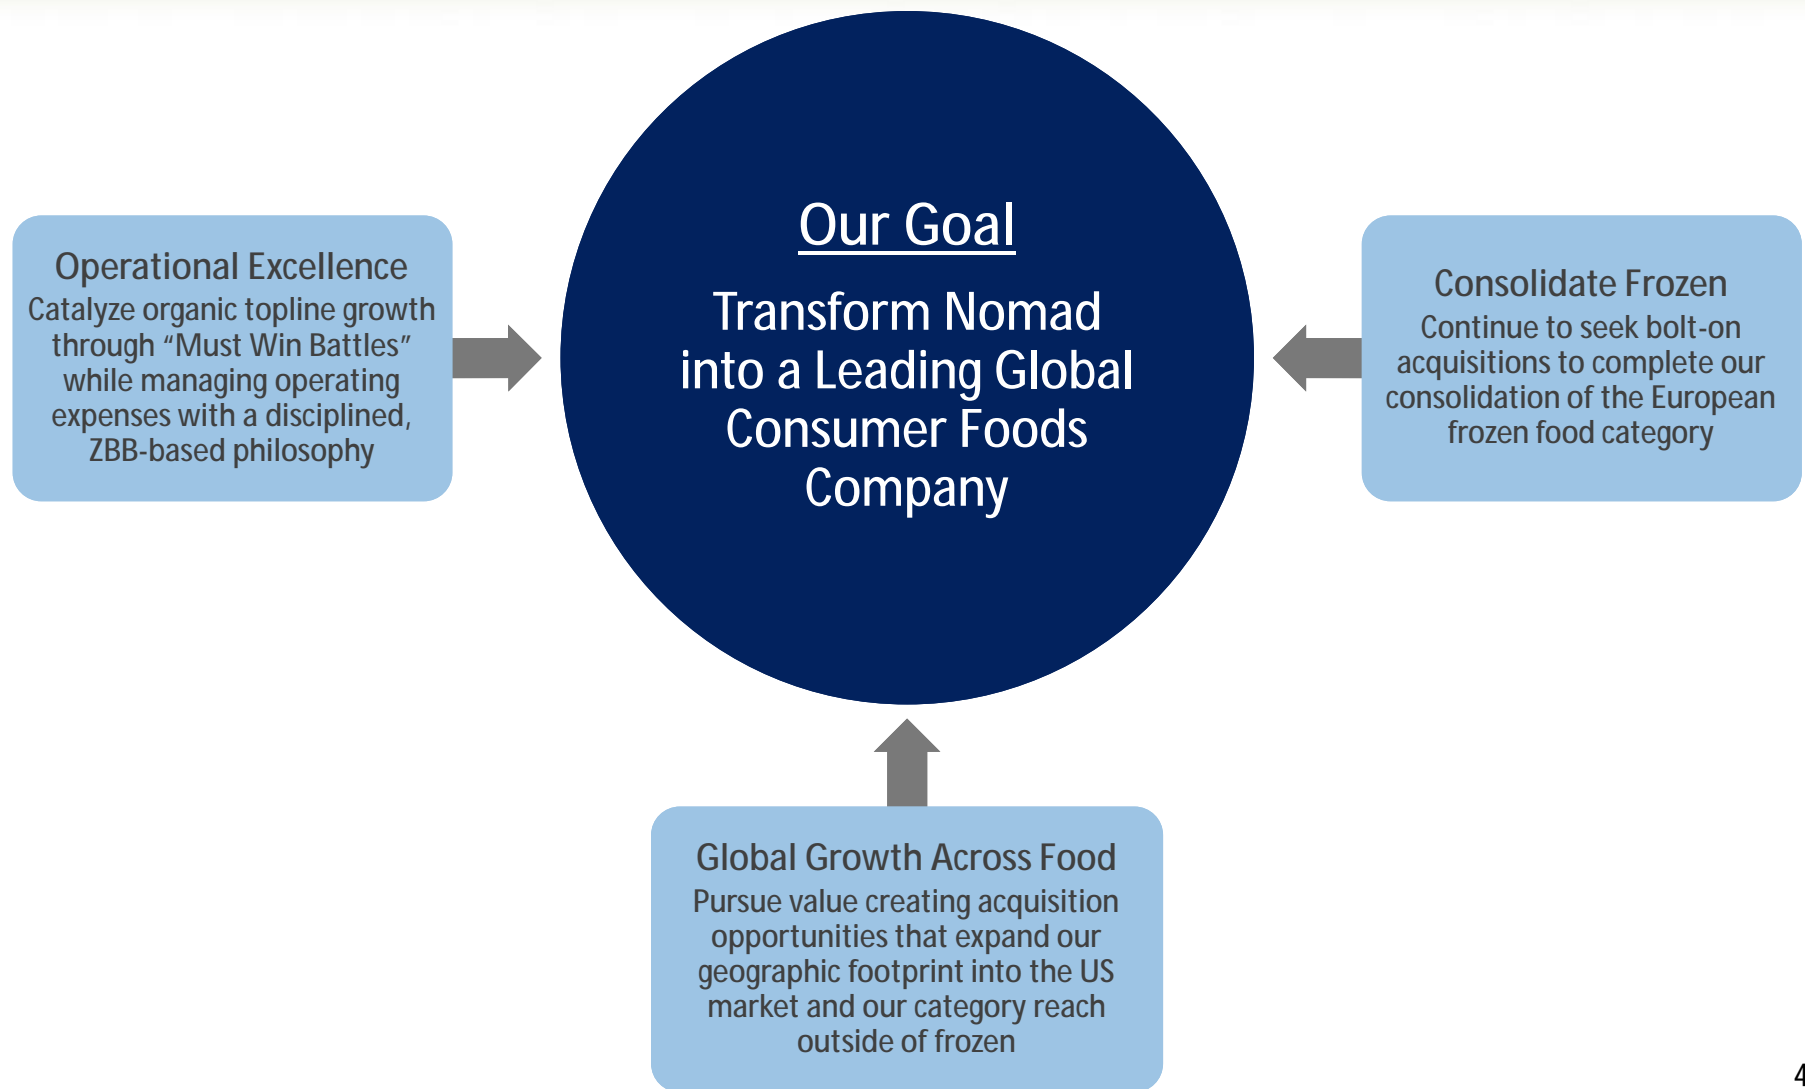 Our Goal
Transform Nomad
into a Leading Global
Consumer Foods
Company
Operational Excellence
Catalyze organic topline growth
through “Must Win Battles”
while managing operating
expenses with a disciplined,
ZBB-based philosophy
Consolidate Frozen
Continue to seek bolt-on
acquisitions to complete our
consolidation of the European
frozen food category
Global Growth Across Food
Pursue value creating acquisition
opportunities that expand our
geographic footprint into the US
market and our category reach
outside of frozen
4